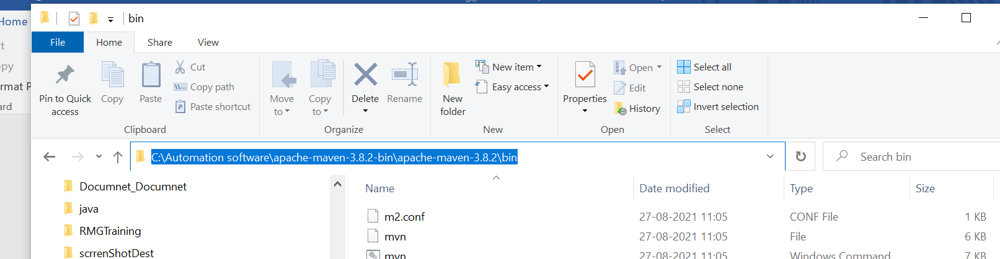 bin
Home
File Home Share View
t
opy
rmat P
ard
Pin to Quick access
Copy
Paste
Cut
Copy path
Paste shortcut
Clipboard
Move to
Copy to
Delete
Rename
Organize
New folder
New item
Easy access
New
Properties
Open
Edit
History
Open
Select all
Select none
Invert selection
Select
C:\Automation software\apache-maven-3.8.2-bin\apache-maven-3.8.2\bin
Search bin
Documnet_Documnet
java
RMGTraining
scrrenShotDest
Name Date modified Type Size
m2.conf 27-08-2021 11:05 CONF File 1 KB
mvn 27-08-2021 11:05 File 6 KB
mvn 27-08-2021 11:05 Windows Command 7 KB